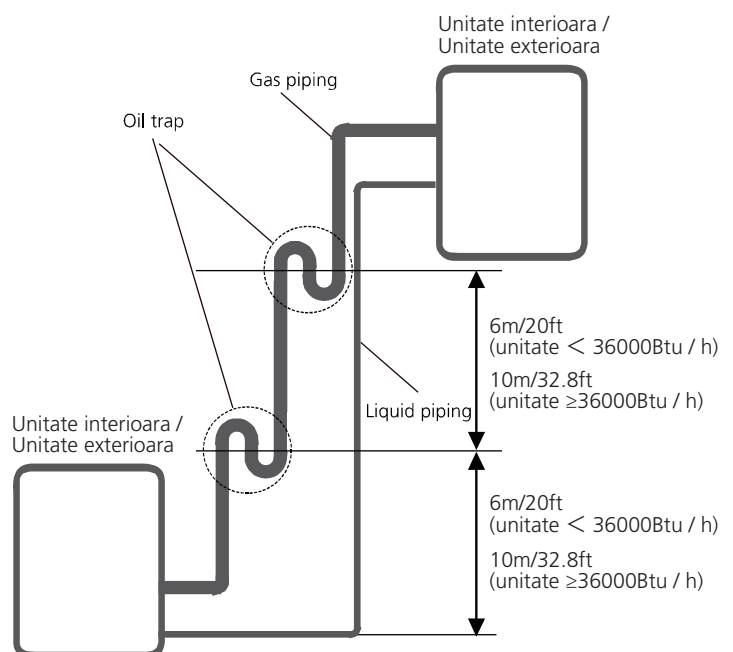 Unitate interioara /
Unitate exterioara
Gas piping
Oil trap
6m/20ft
(unitate < 36000Btu / h)
10m/32.8ft
(unitate ≥36000Btu / h)
Liquid piping
Unitate interioara /
Unitate exterioara
6m/20ft
(unitate < 36000Btu / h)
10m/32.8ft
(unitate ≥36000Btu / h)